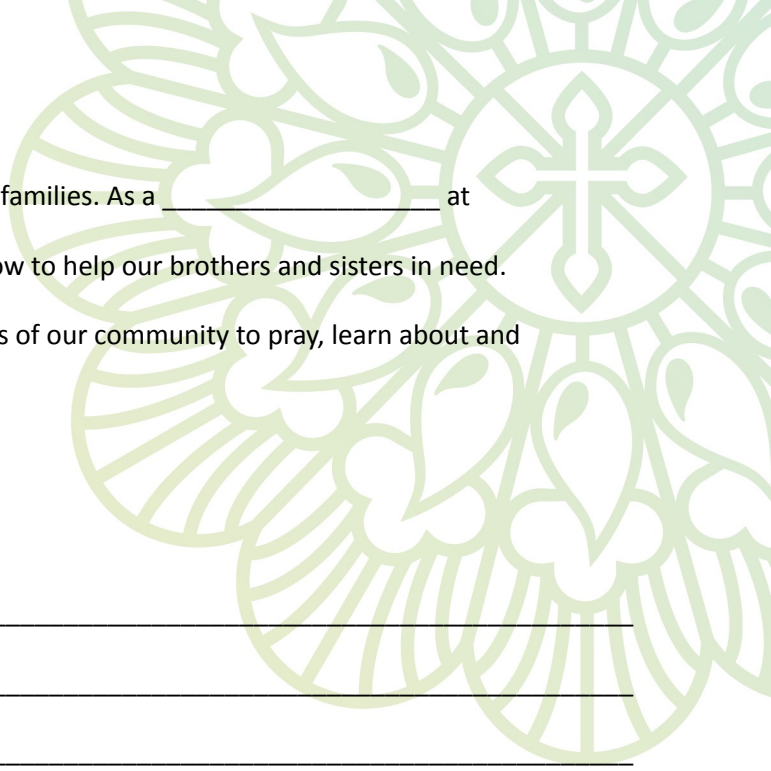 families. As a ___________________ at
ow to help our brothers and sisters in need.
s of our community to pray, learn about and